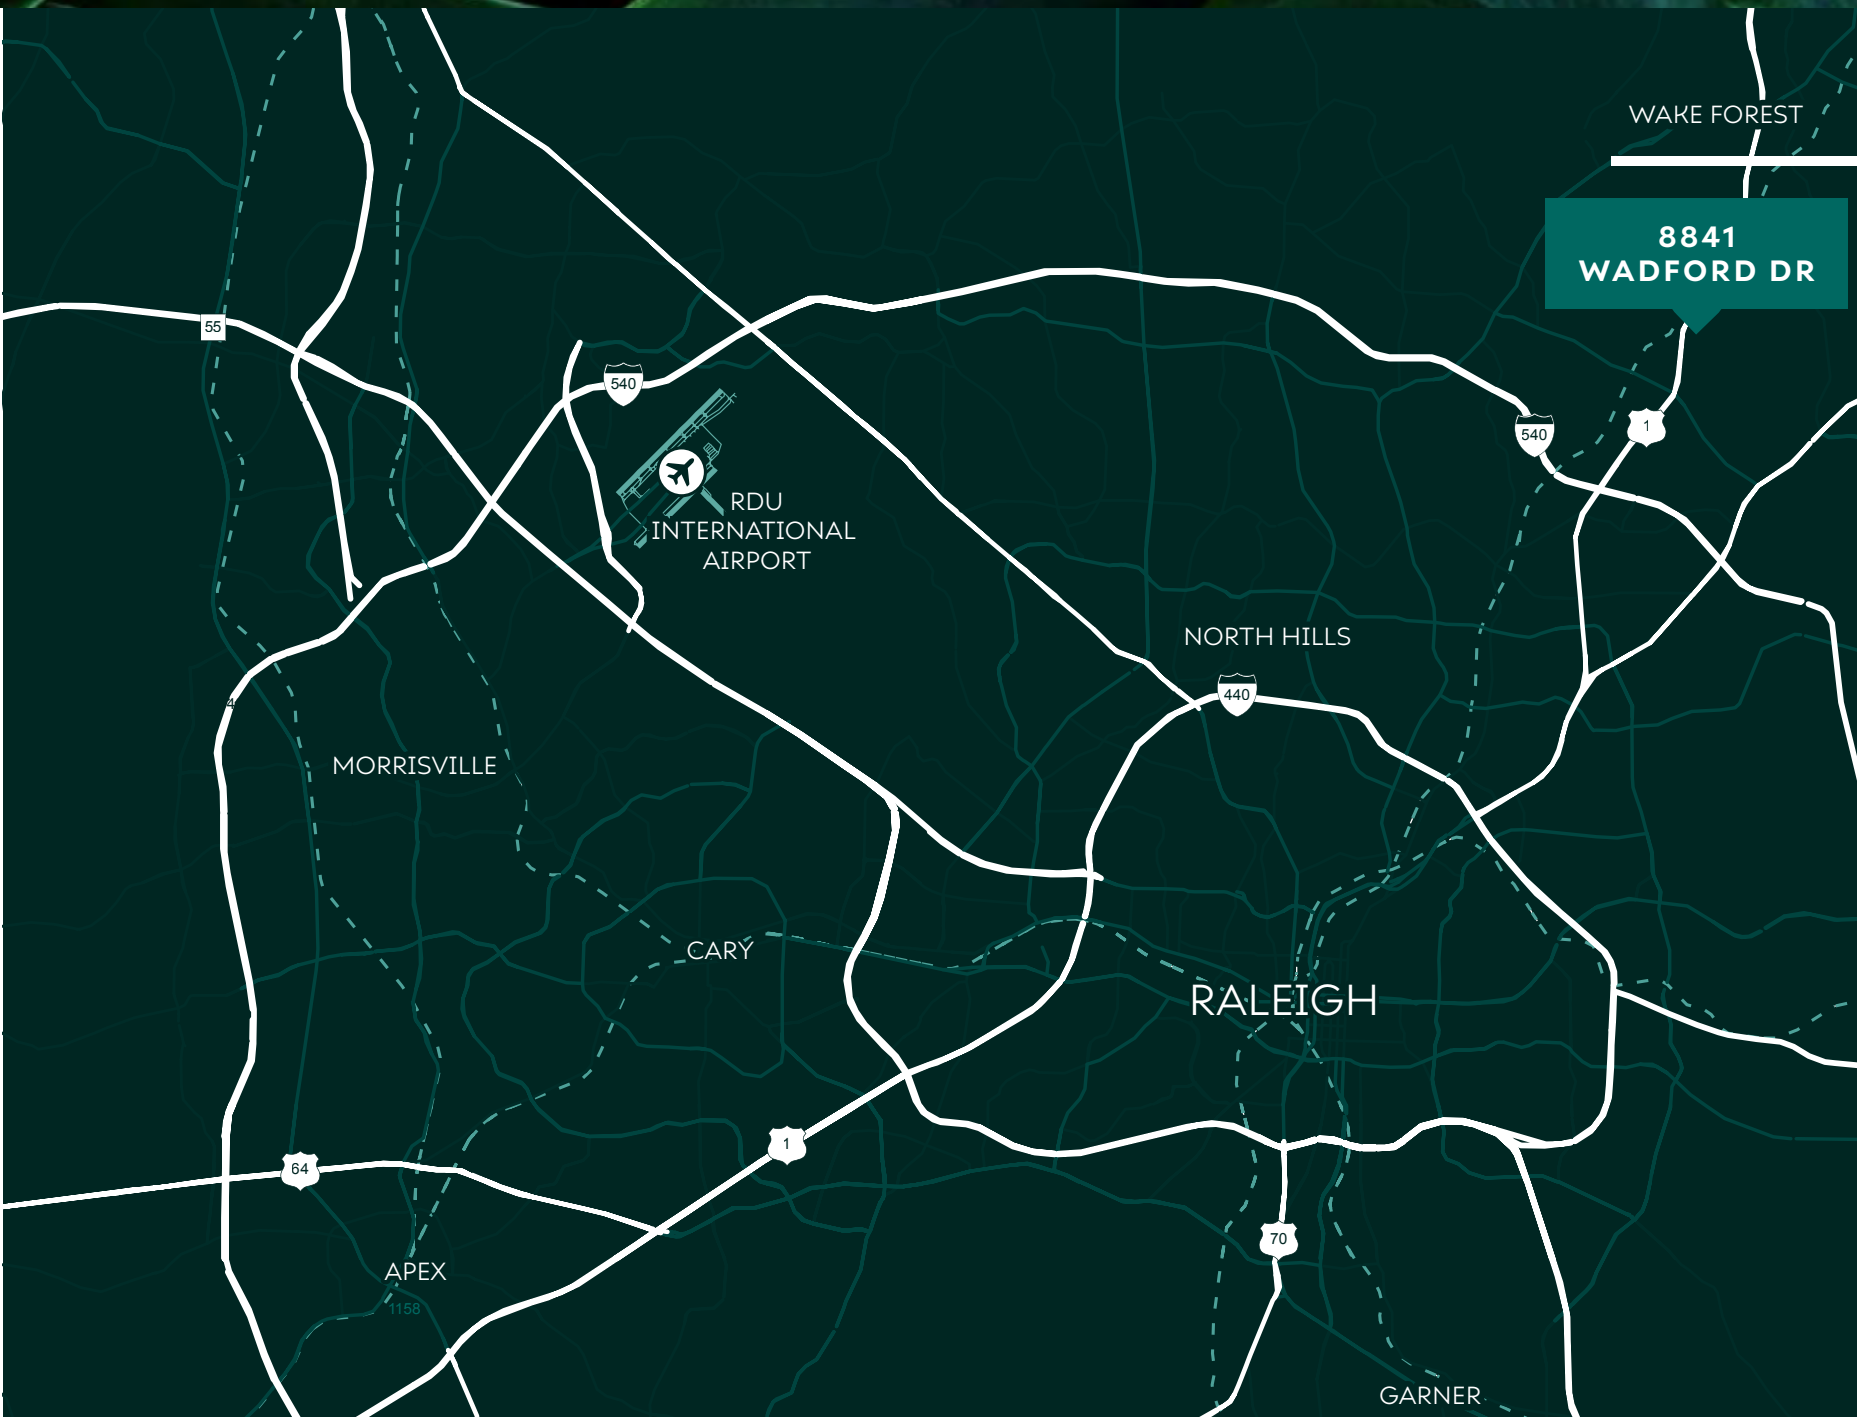 WAKE FOREST
8841
WADFORD DR
55
540
1
540
RDU
INTERNATIONAL
AIRPORT
NORTH HILLS
440
4
MORRISVILLE
CARY
RALEIGH
1
64
70
APEX
1158
GARNER